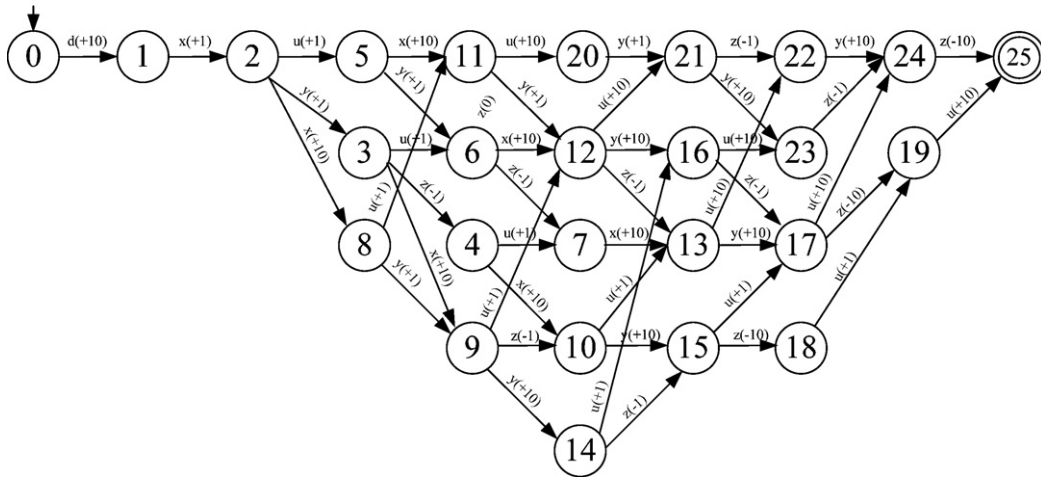 0 d(+10) 1 x(+1) 2 u(+1) 5 x(+10) 11 u(+10) 20 y(+1) 21 z(-1) 22 y(+10) 24 z(-10) 25
y(+1)
x(+10)
y(+1)
z(0)
y(+1)
u(+10)
y(+10)
z(-1)
u(+10)
3 u(+1) 6 x(+10) 12 y(+10) 16 u(+10) 23 19
u(+1)
z(-1)
x(+10)
z(-1)
z(-1)
u(+10)
z(-1)
u(+10)
z(-10)
8 4 u(+1) 7 x(+10) 13 y(+10) 17
y(+1)
u(+1)
x(+10)
u(+1)
u(+1)
u(+1)
9 z(-1) 10 y(+10) 15 z(-10) 18
y(+10)
u(+1)
z(-1)
14